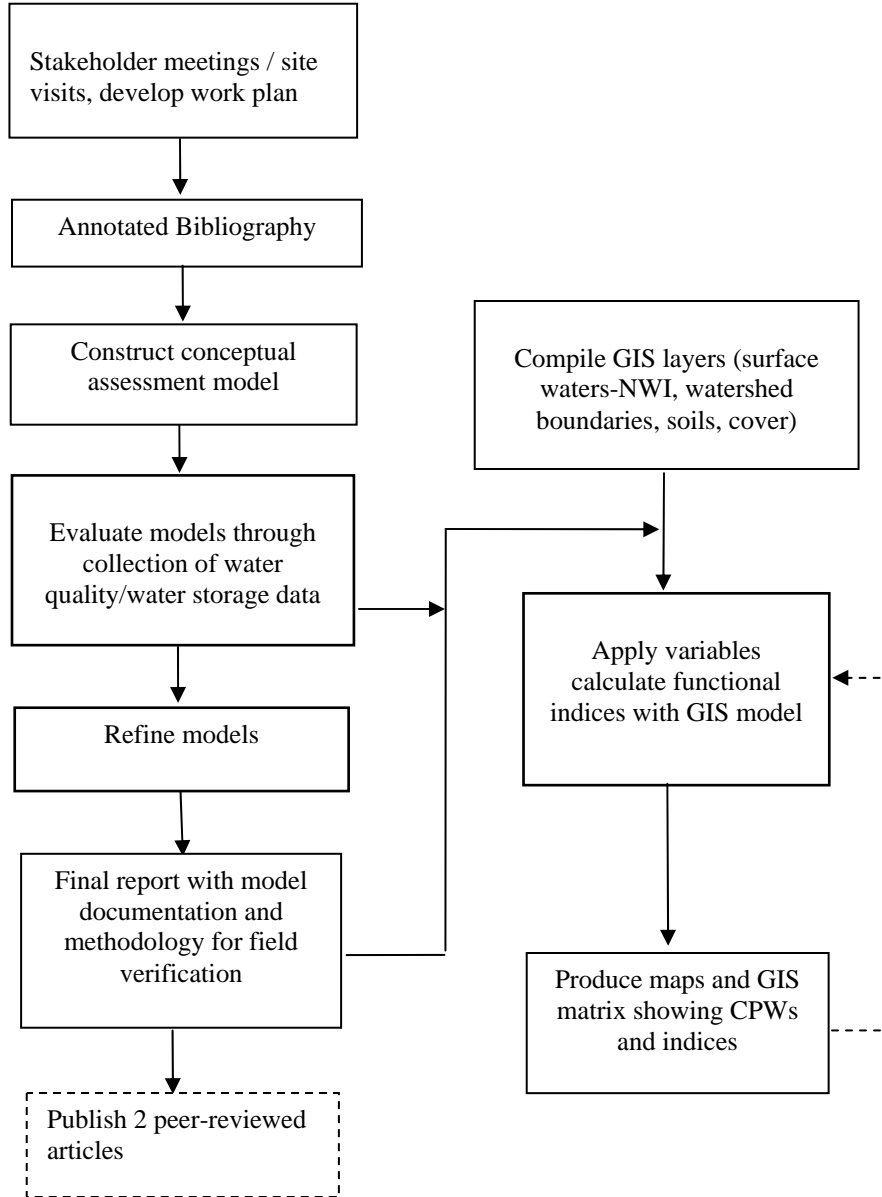 Stakeholder meetings / site
visits, develop work plan
Annotated Bibliography
Construct conceptual
assessment model
Evaluate models through
collection of water
quality/water storage data
Refine models
Final report with model
documentation and
methodology for field
verification
Publish 2 peer-reviewed
articles
Compile GIS layers (surface
waters-NWI, watershed
boundaries, soils, cover)
Apply variables
calculate functional
indices with GIS model
Produce maps and GIS
matrix showing CPWs
and indices